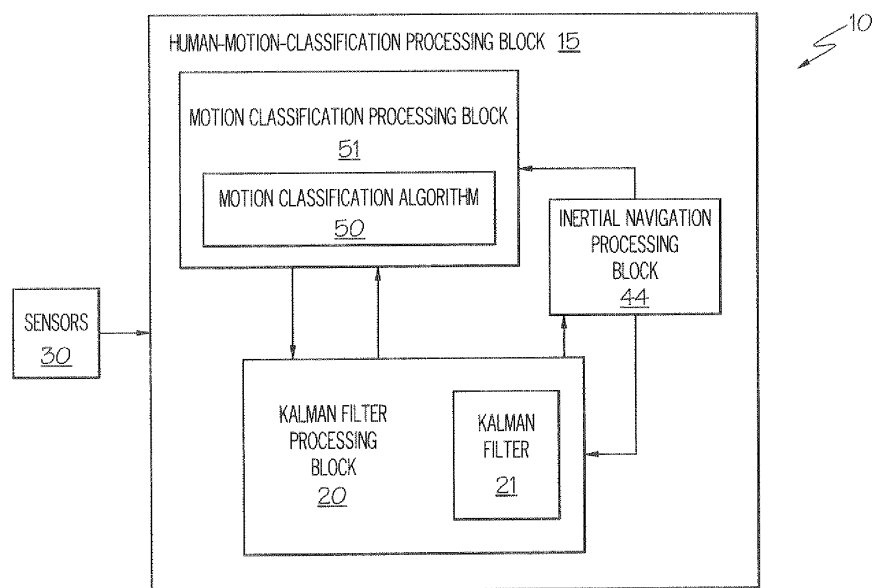 10
HUMAN-MOTION-CLASSIFICATION PROCESSING BLOCK 15
MOTION CLASSIFICATION PROCESSING BLOCK
51
MOTION CLASSIFICATION ALGORITHM
50
INERTIAL NAVIGATION
PROCESSING
BLOCK
44
SENSORS
30
KALMAN FILTER
PROCESSING
BLOCK
20
KALMAN
FILTER
21